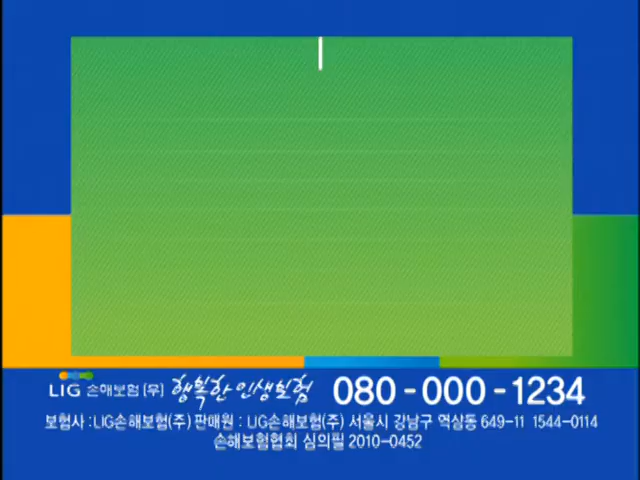 LIG 손해보험 (무) 행복한 인생보험 080-000-1234
보험사 : LIG손해보험(주) 판매원 : LIG손해보험(주) 서울시 강남구 역삼동 649-11 1544-0114
손해보험협회 심의필 2010-0452